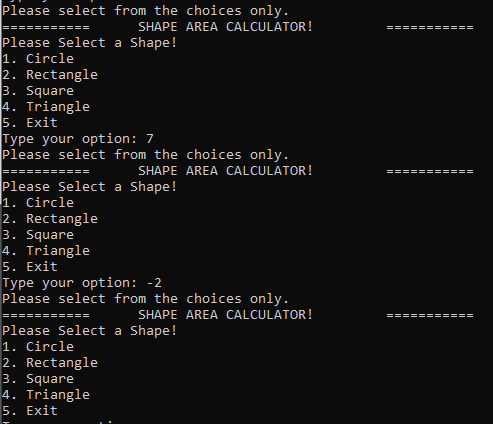 Please select from the choices only.
===========      SHAPE AREA CALCULATOR!         ===========
Please Select a Shape!
1. Circle
2. Rectangle
3. Square
4. Triangle
5. Exit
Type your option: 7
Please select from the choices only.
===========      SHAPE AREA CALCULATOR!         ===========
Please Select a Shape!
1. Circle
2. Rectangle
3. Square
4. Triangle
5. Exit
Type your option: -2
Please select from the choices only.
===========      SHAPE AREA CALCULATOR!         ===========
Please Select a Shape!
1. Circle
2. Rectangle
3. Square
4. Triangle
5. Exit